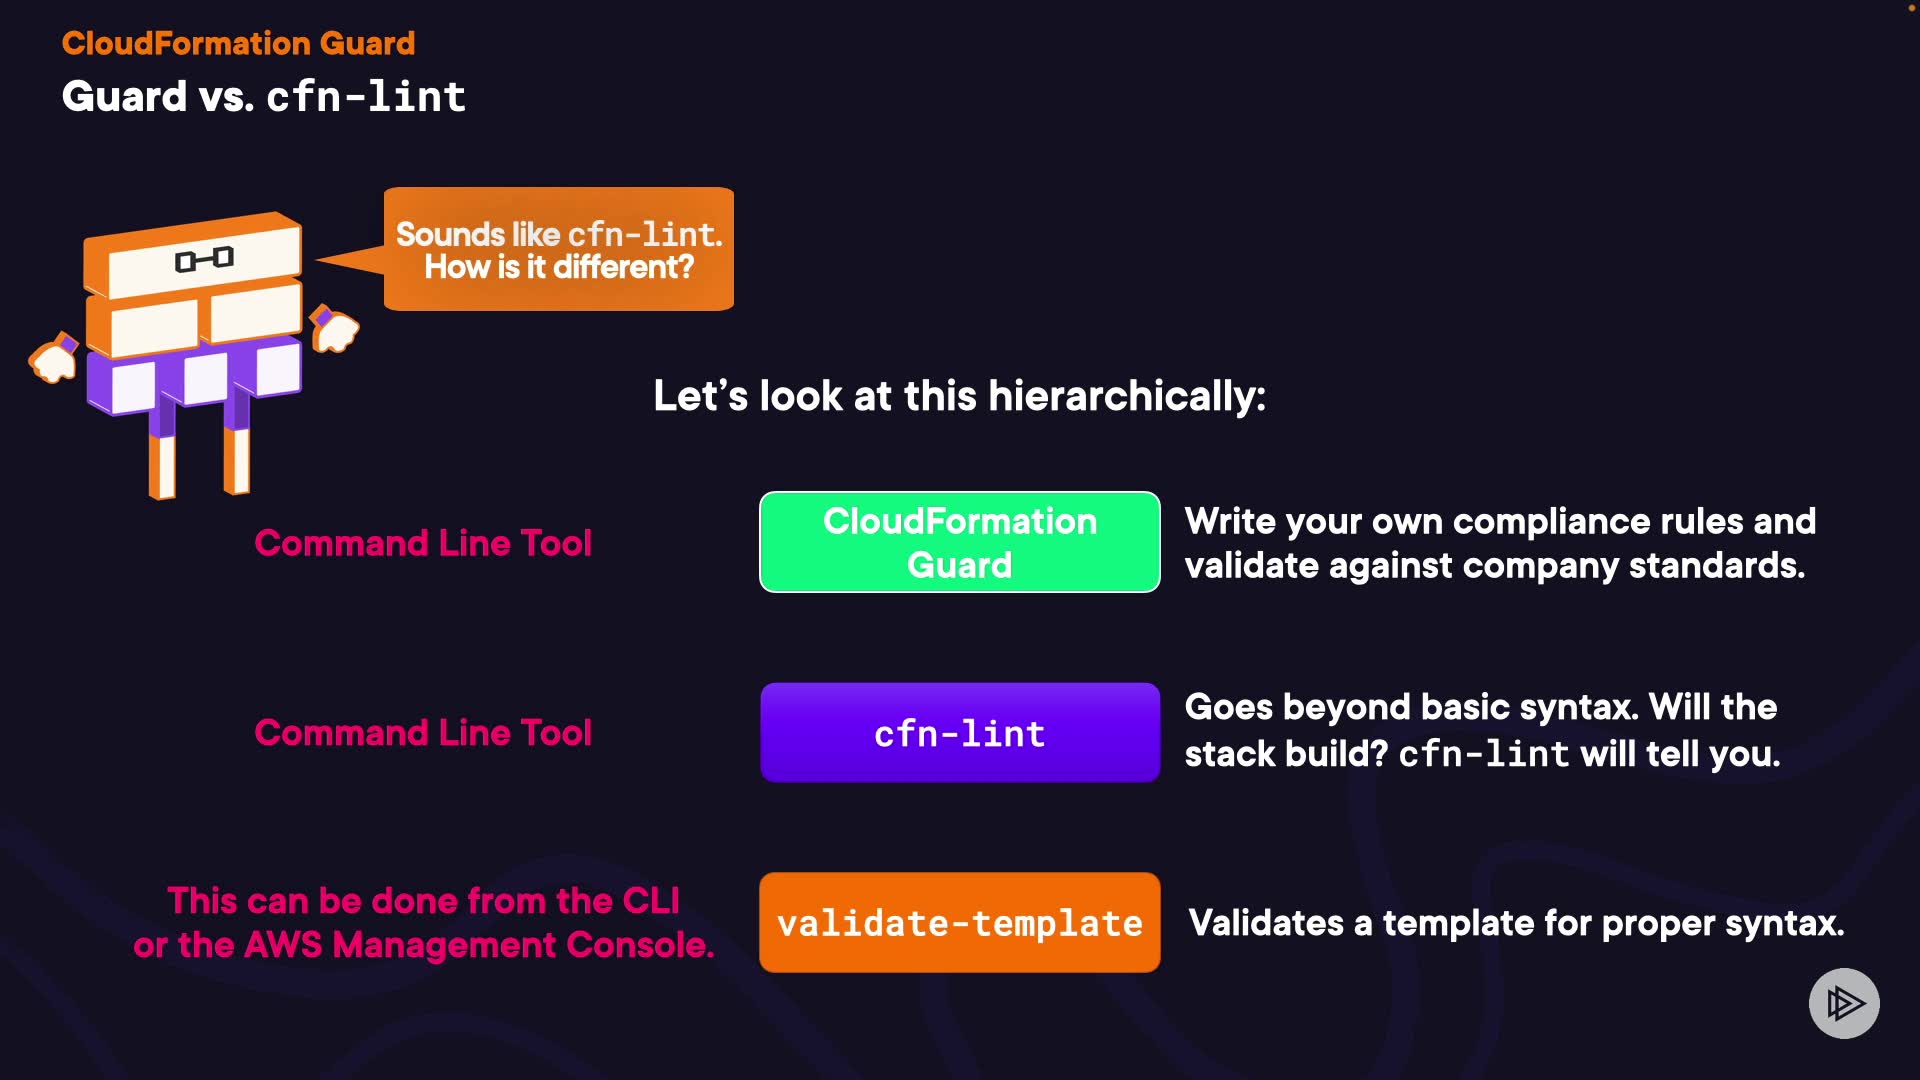 CloudFormation Guard
Guard vs. cfn-lint
Sounds like cfn-lint.
How is it different?
Let’s look at this hierarchically:
Command Line Tool
CloudFormation
Guard
Write your own compliance rules and
validate against company standards.
Command Line Tool
cfn-lint
Goes beyond basic syntax. Will the
stack build? cfn-lint will tell you.
This can be done from the CLI
or the AWS Management Console.
validate-template
Validates a template for proper syntax.